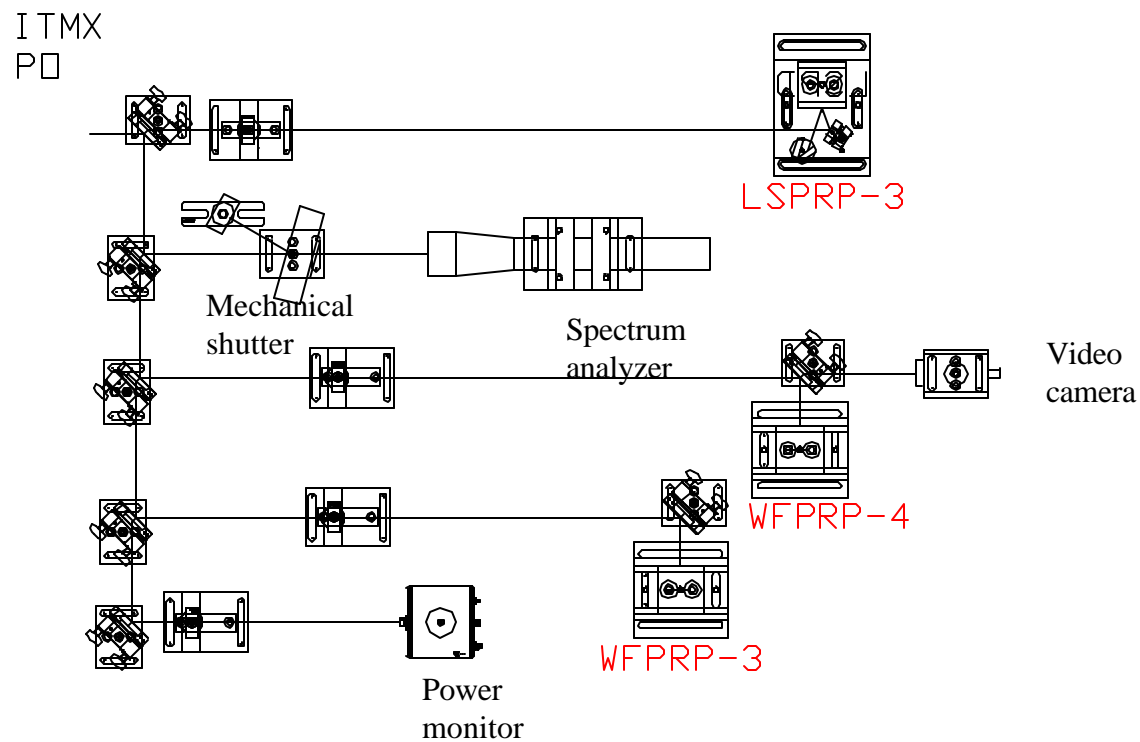 ITMX
PO
LSPRP-3
Mechanical
shutter
Spectrum
analyzer
Video
camera
WFPRP-4
WFPRP-3
Power
monitor